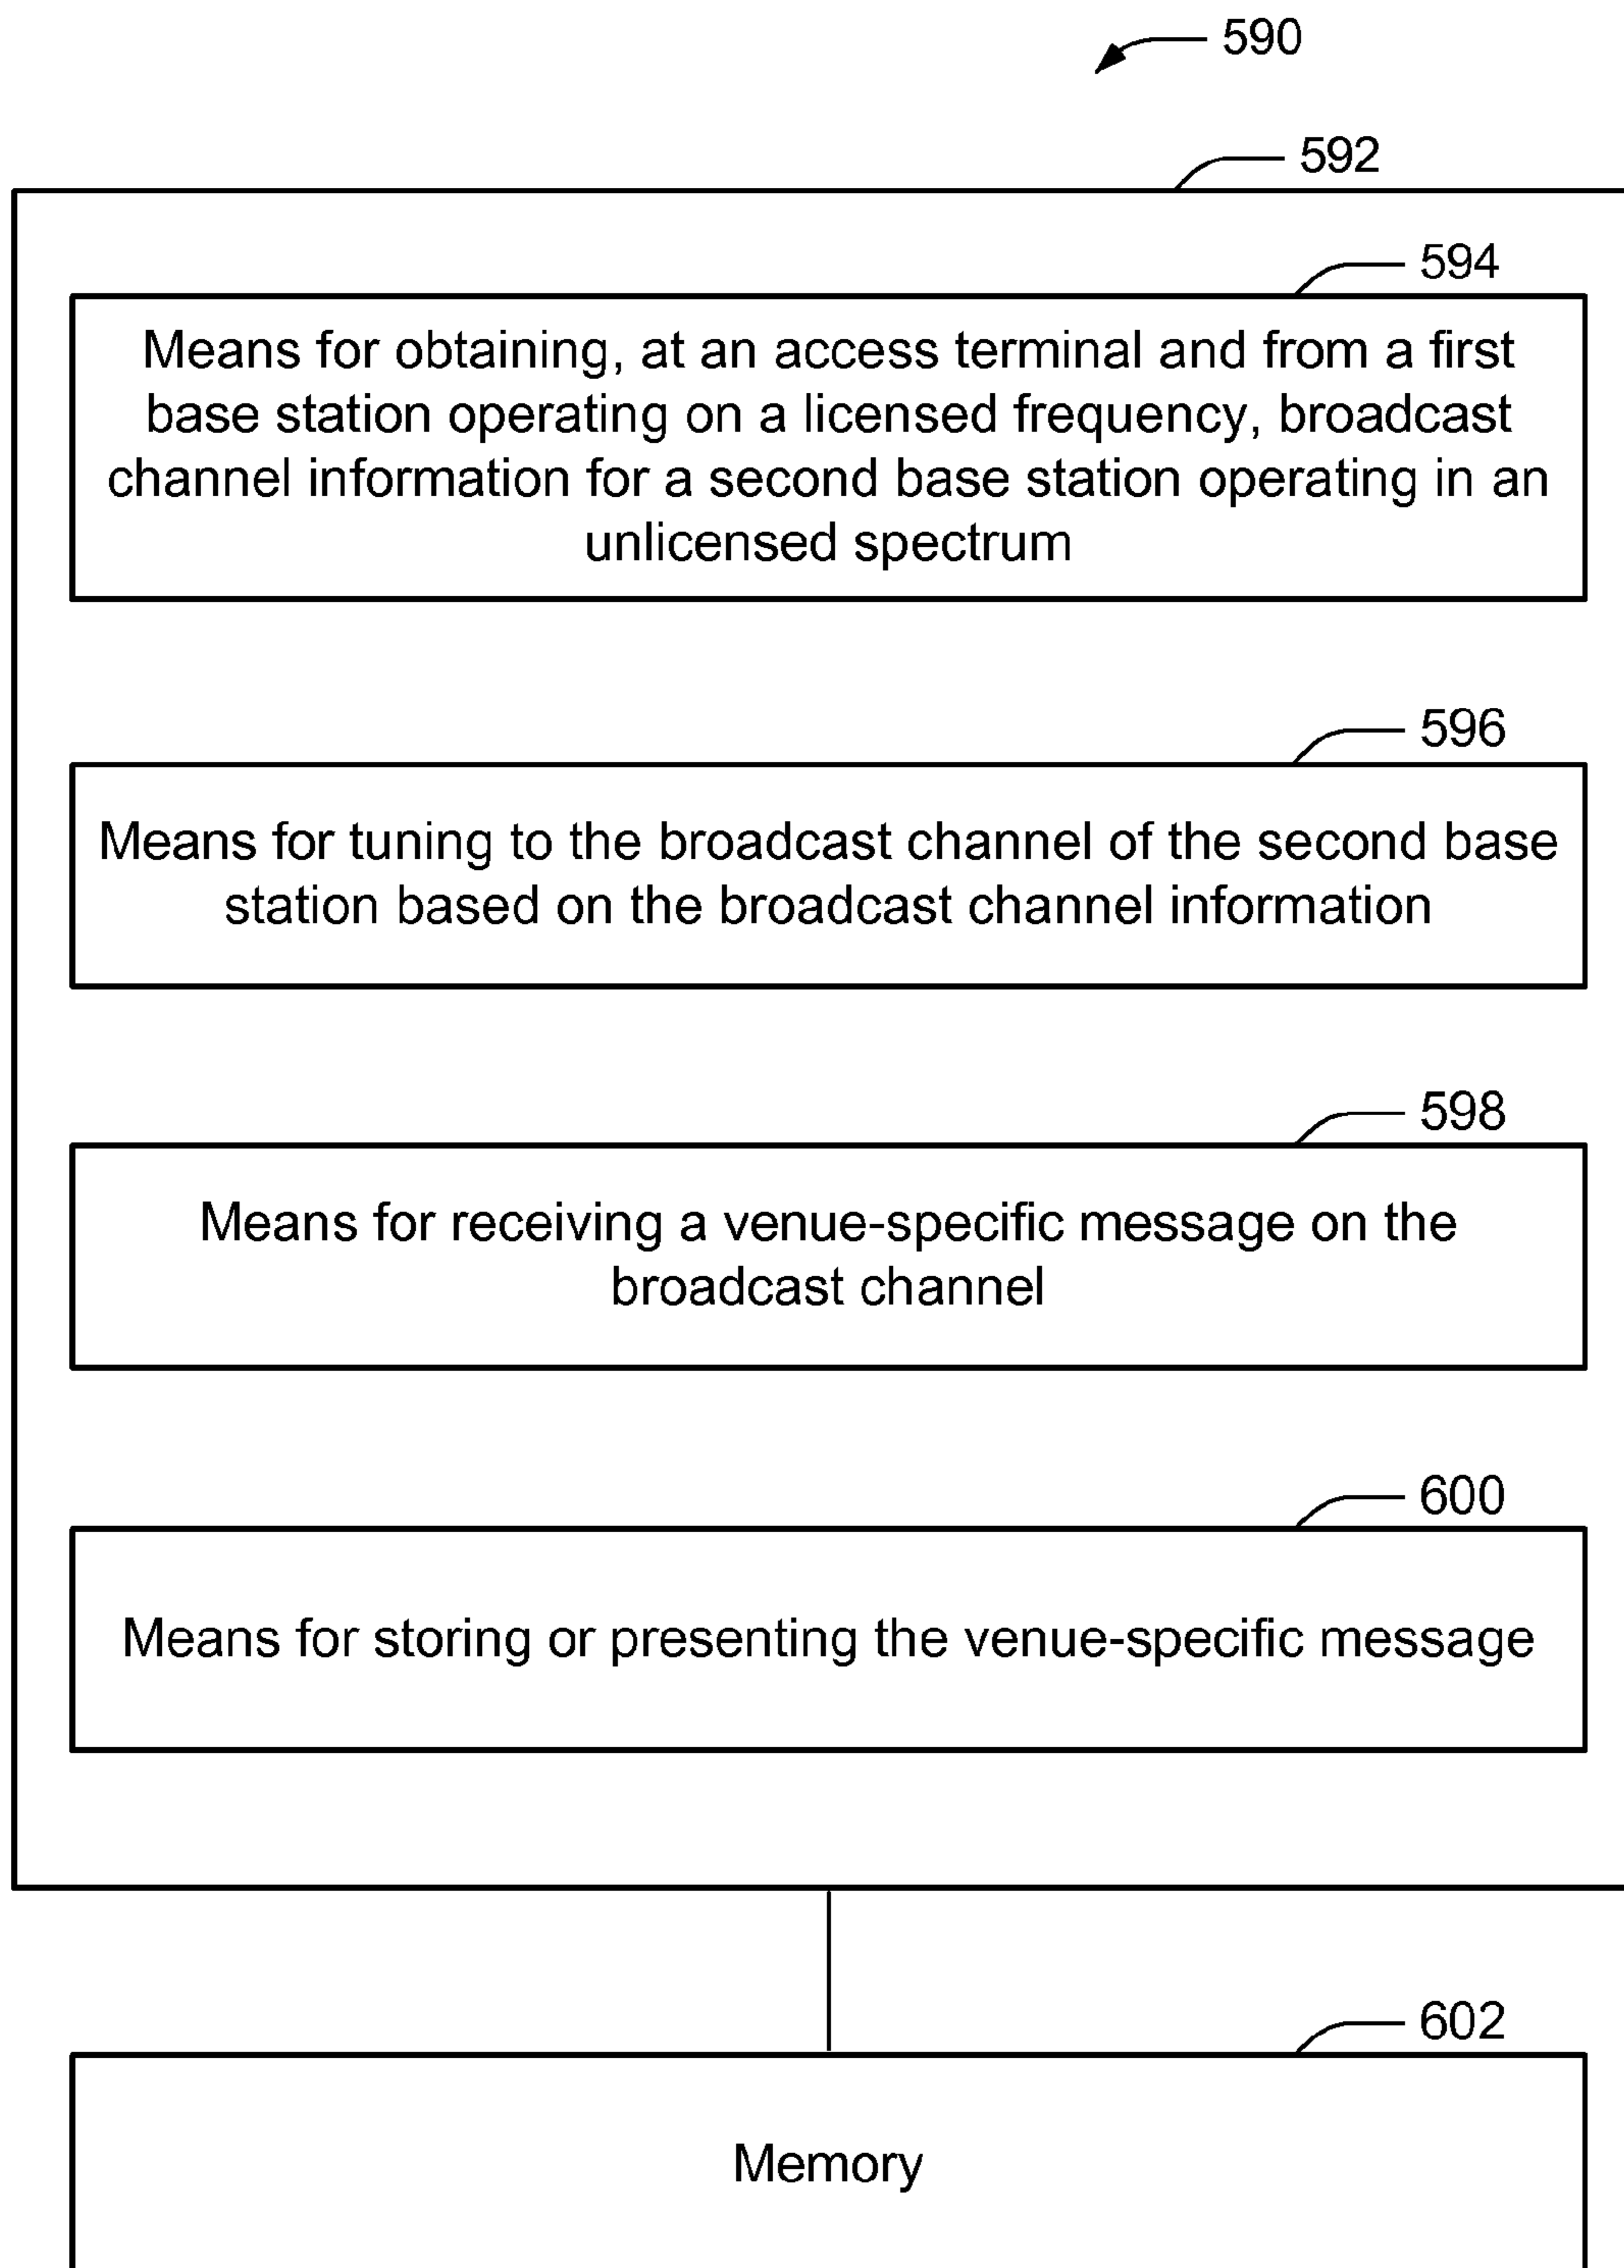 590
592
594
Means for obtaining, at an access terminal and from a first
base station operating on a licensed frequency, broadcast
channel information for a second base station operating in an
unlicensed spectrum
596
Means for tuning to the broadcast channel of the second base
station based on the broadcast channel information
598
Means for receiving a venue-specific message on the
broadcast channel
600
Means for storing or presenting the venue-specific message
602
Memory